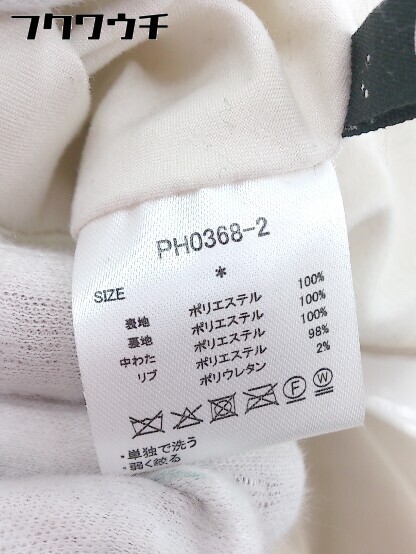 フクウウチ
PH0368-2
*
SIZE
表地 ポリエステル 100%
裏地 ポリエステル 100%
中わた ポリエステル 100%
リブ ポリエステル 98%
ポリウレタン 2%
F W
・単独で洗う
・弱く絞る